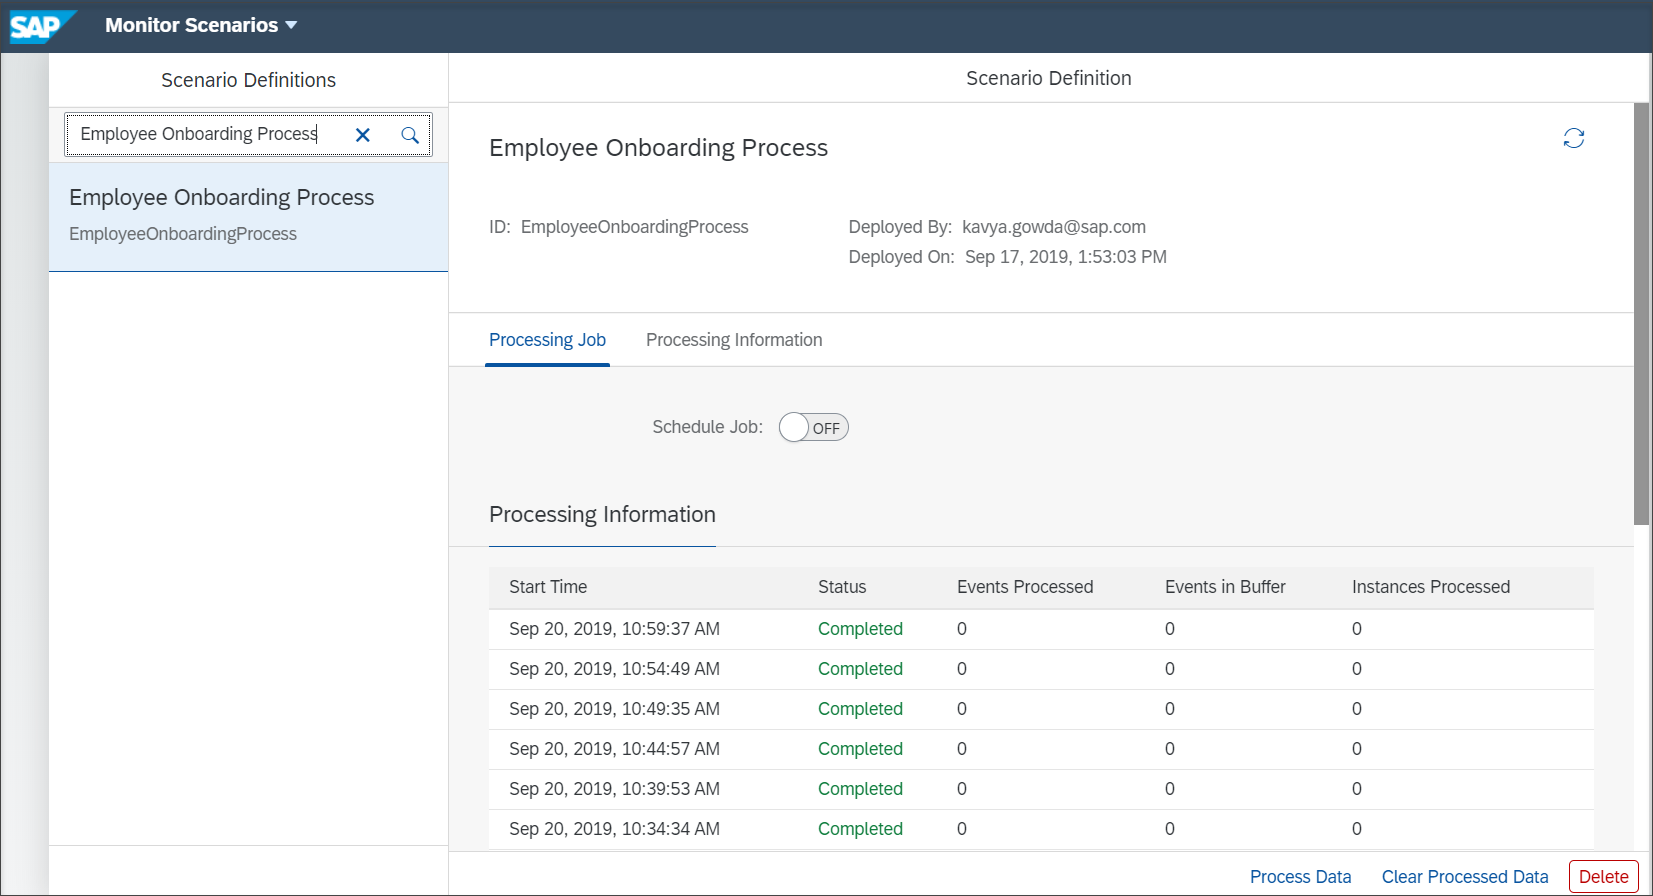 SAP Monitor Scenarios
Scenario Definitions
Employee Onboarding Process
Employee Onboarding Process
EmployeeOnboardingProcess
Scenario Definition
Employee Onboarding Process
ID: EmployeeOnboardingProcess Deployed By: kavya.gowda@sap.com
Deployed On: Sep 17, 2019, 1:53:03 PM
Processing Job Processing Information
Schedule Job: OFF
Processing Information
Start Time Status Events Processed Events in Buffer Instances Processed
Sep 20, 2019, 10:59:37 AM Completed 0 0 0
Sep 20, 2019, 10:54:49 AM Completed 0 0 0
Sep 20, 2019, 10:49:35 AM Completed 0 0 0
Sep 20, 2019, 10:44:57 AM Completed 0 0 0
Sep 20, 2019, 10:39:53 AM Completed 0 0 0
Sep 20, 2019, 10:34:34 AM Completed 0 0 0
Process Data Clear Processed Data Delete